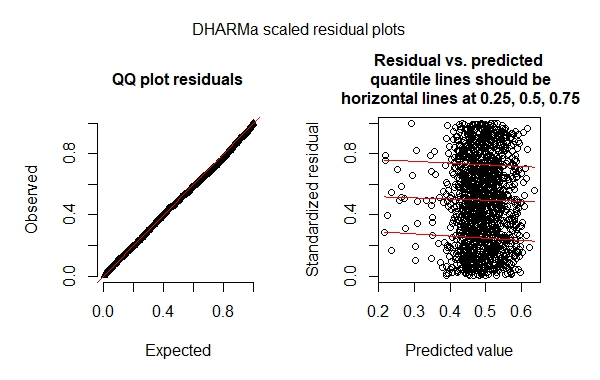 DHARMa scaled residual plots
QQ plot residuals
Observed
0.0 0.4 0.8
0.0 0.4 0.8
Expected
Residual vs. predicted
quantile lines should be
horizontal lines at 0.25, 0.5, 0.75
Standardized residual
0.0 0.4 0.8
0.2 0.3 0.4 0.5 0.6
Predicted value